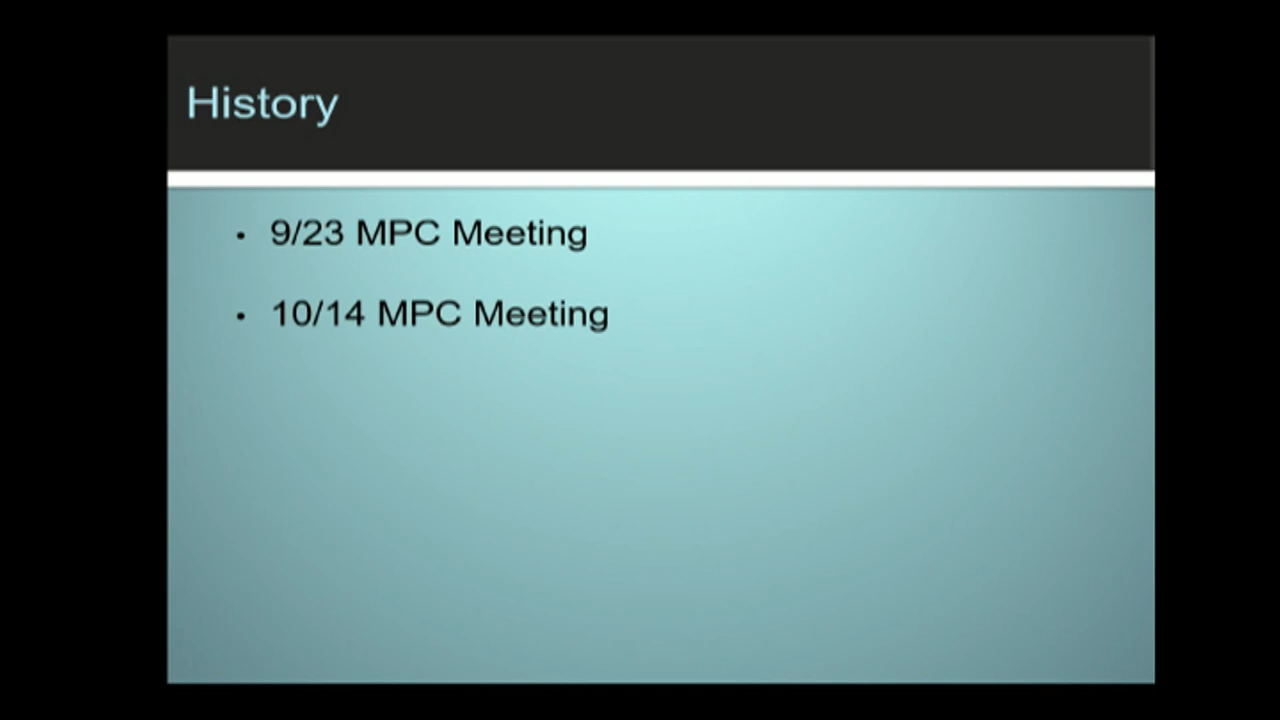 History
• 9/23 MPC Meeting
• 10/14 MPC Meeting